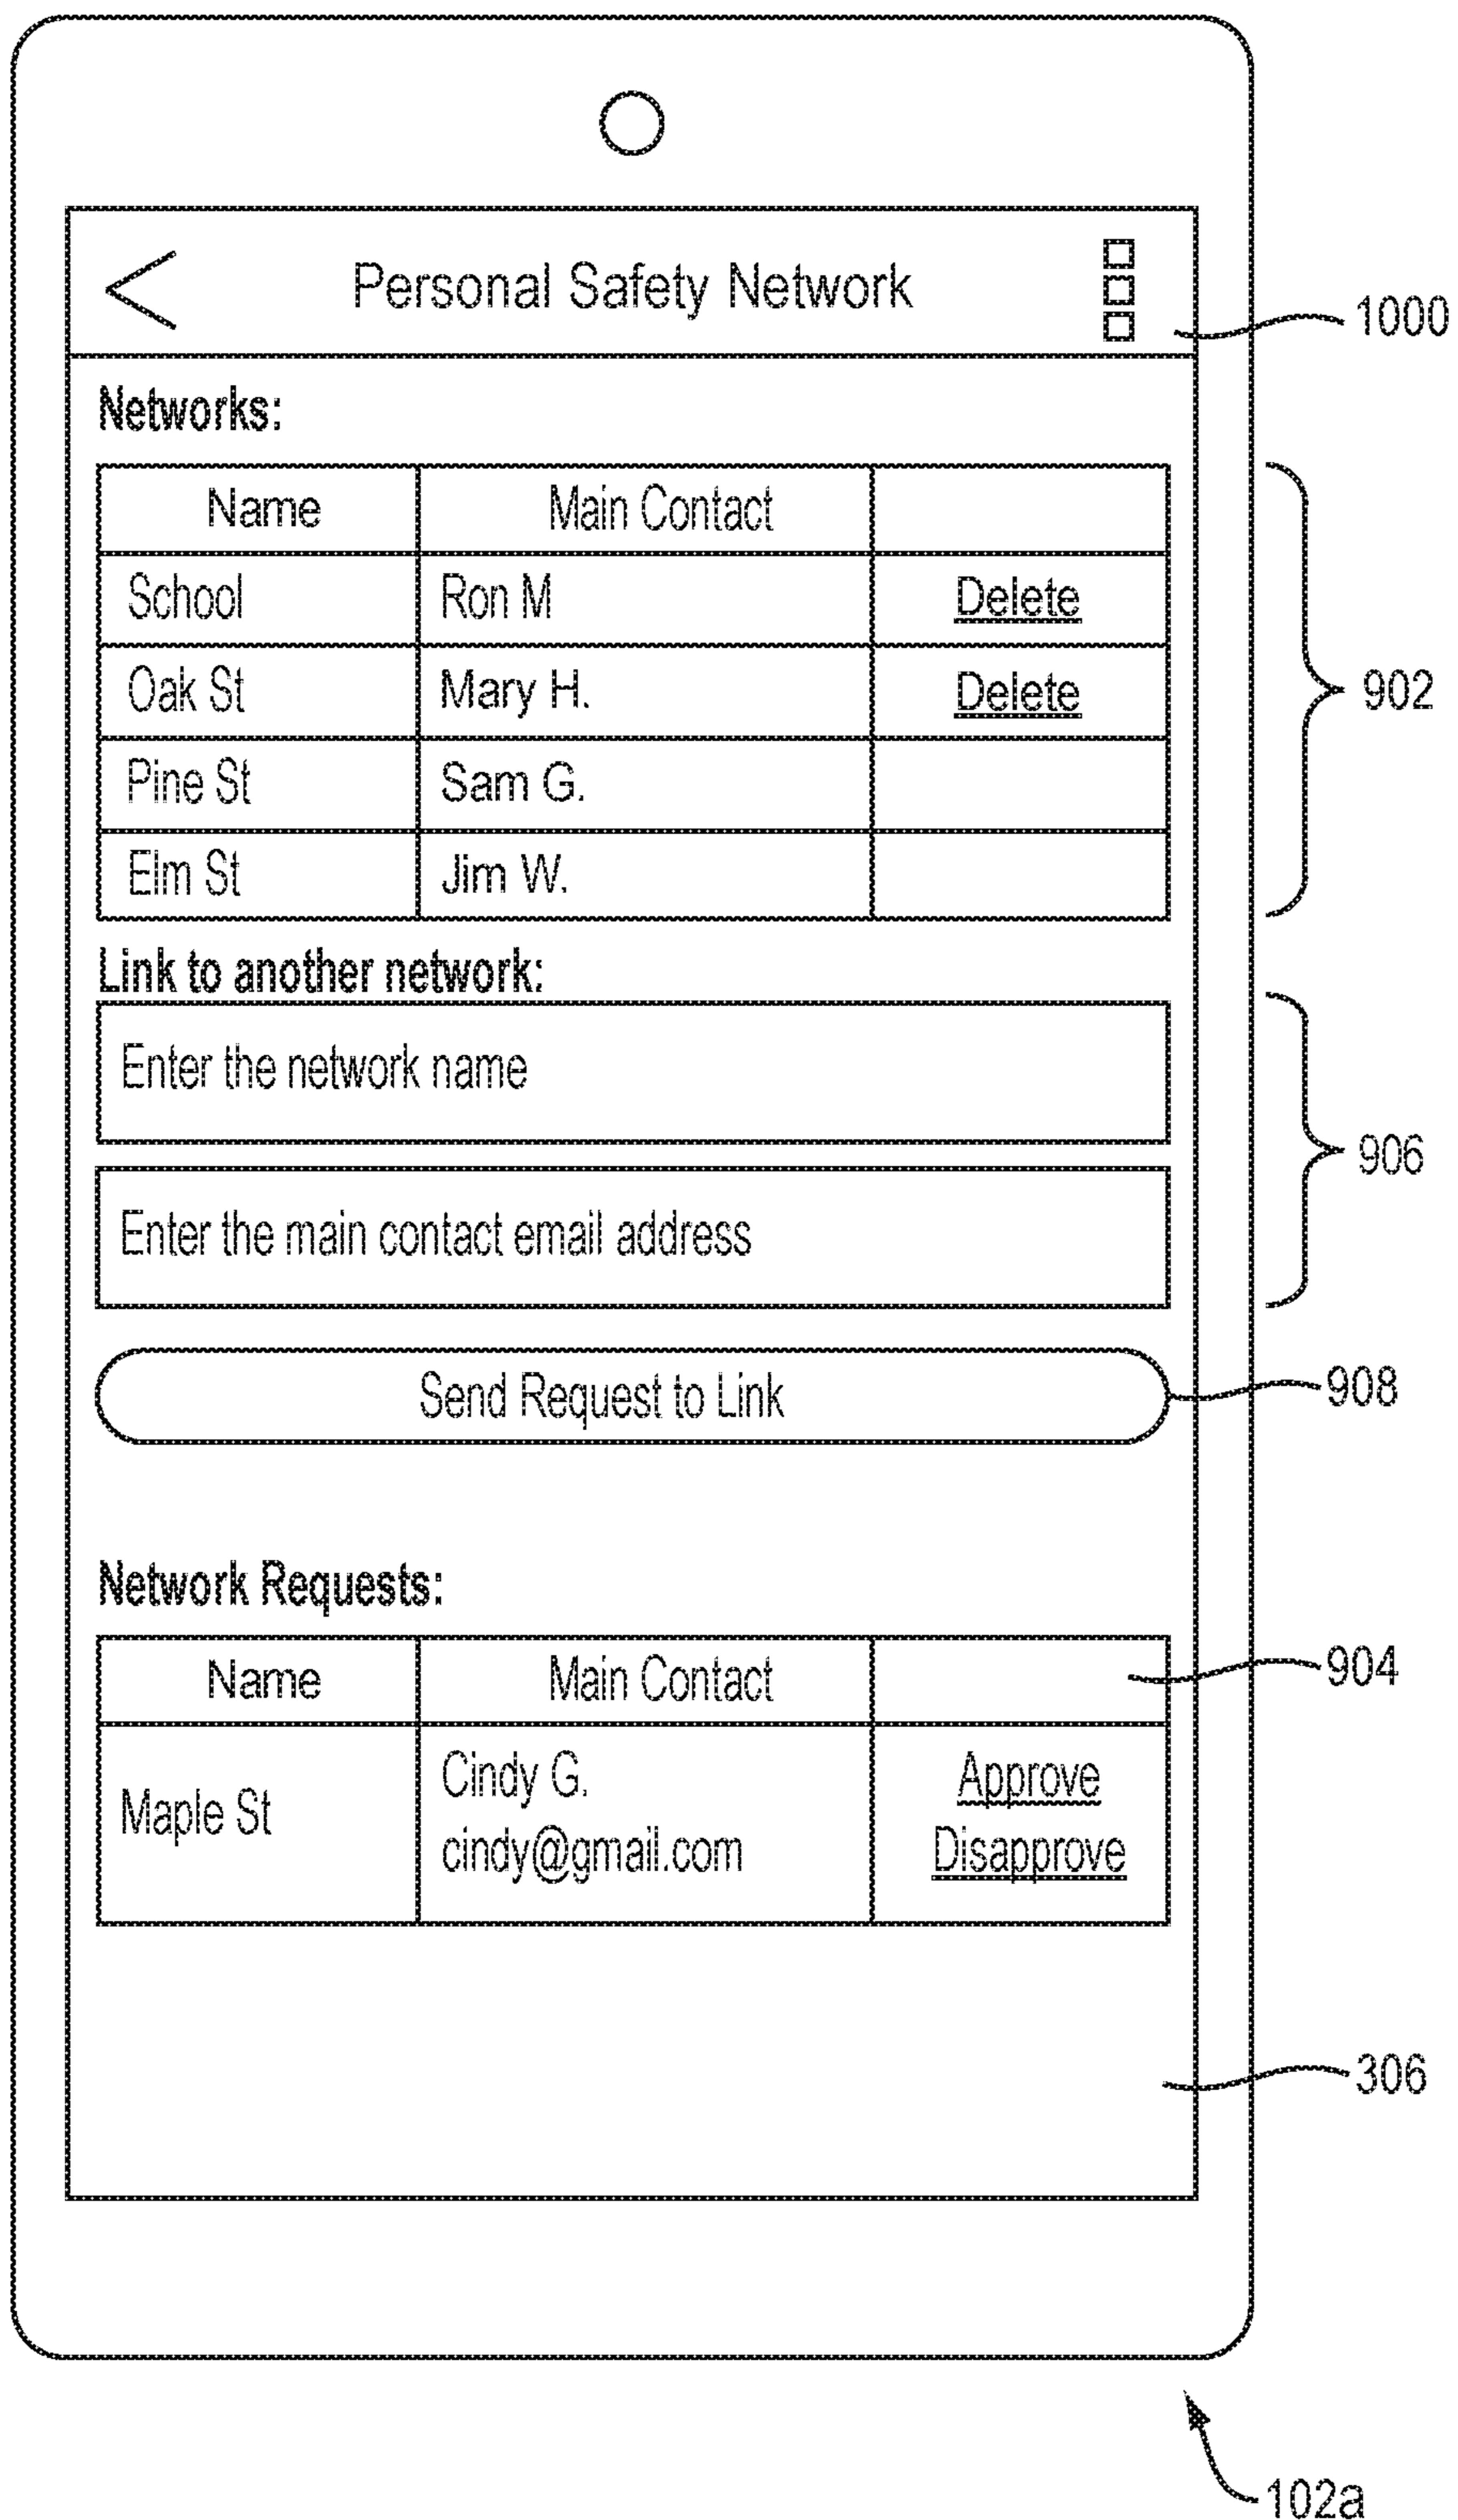 Personal Safety Network
1000
Networks:
Name Main Contact
School Ron M Delete
Oak St Mary H. Delete
902
Pine St Sam G.
Elm St Jim W.
Link to another network:
Enter the network name
906
Enter the main contact email address
Send Request to Link
908
Network Requests:
Name Main Contact
904
Maple St
Cindy G.
cindy@gmail.com
Approve
Disapprove
306
102a